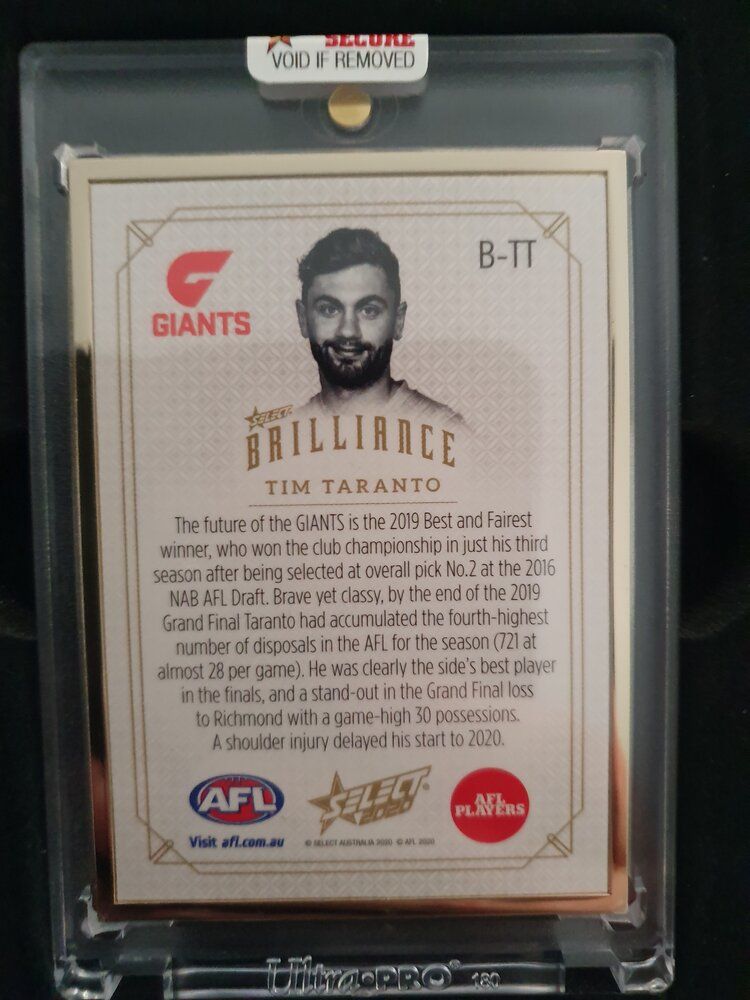 SECURE
VOID IF REMOVED
B-TT
GIANTS
SELECT
BRILLIANCE
TIM TARANTO
The future of the GIANTS is the 2019 Best and Fairest
winner, who won the club championship in just his third
season after being selected at overall pick No.2 at the 2016
NAB AFL Draft. Brave yet classy, by the end of the 2019
Grand Final Taranto had accumulated the fourth-highest
number of disposals in the AFL for the season (721 at
almost 28 per game). He was clearly the side's best player
in the finals, and a stand-out in the Grand Final loss
to Richmond with a game-high 30 possessions.
A shoulder injury delayed his start to 2020.
AFL
Visit afl.com.au
SELECT
2020
© SELECT AUSTRALIA 2020 © AFL 2020
AFL
PLAYERS
Ultra•PRO® 180